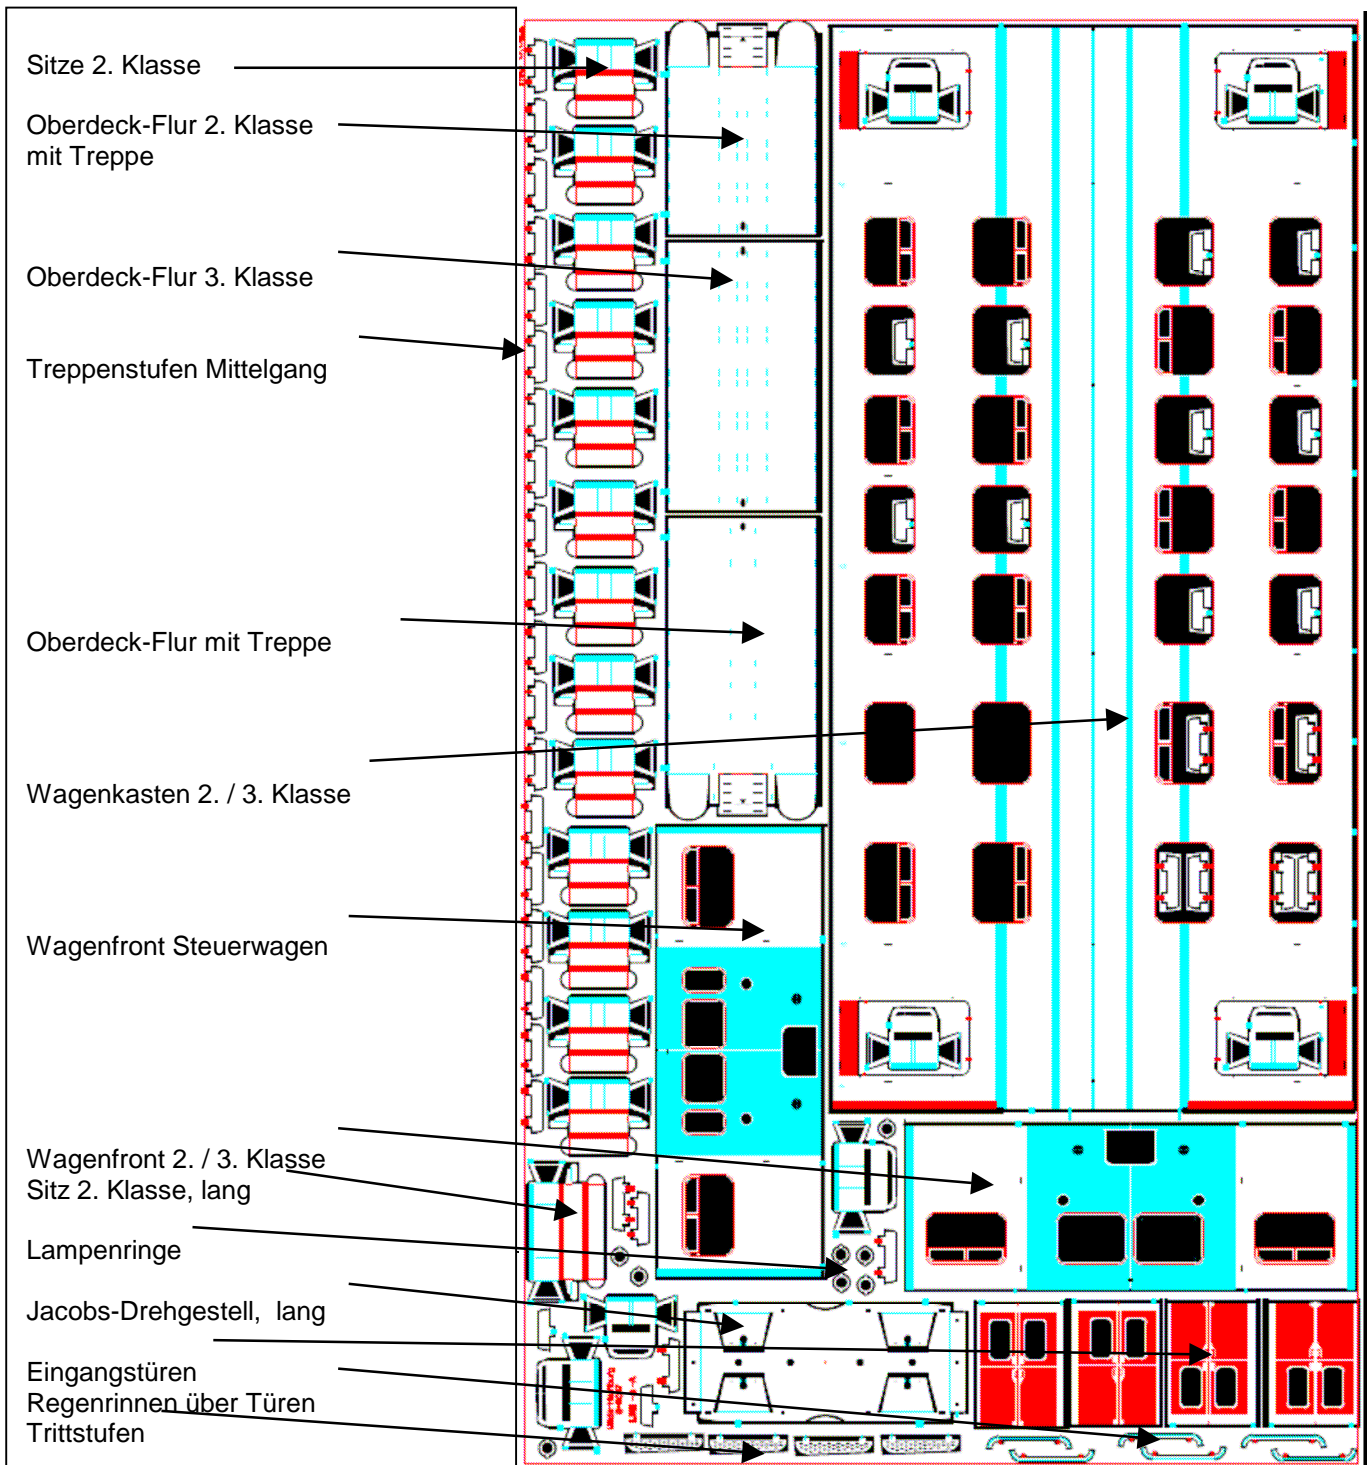 Sitze 2. Klasse
Oberdeck-Flur 2. Klasse
mit Treppe
Oberdeck-Flur 3. Klasse
Treppenstufen Mittelgang
Oberdeck-Flur mit Treppe
Wagenkasten 2. / 3. Klasse
Wagenfront Steuerwagen
Wagenfront 2. / 3. Klasse
Sitz 2. Klasse, lang
Lampenringe
Jacobs-Drehgestell, lang
Eingangstüren
Regenrinnen über Türen
Trittstufen